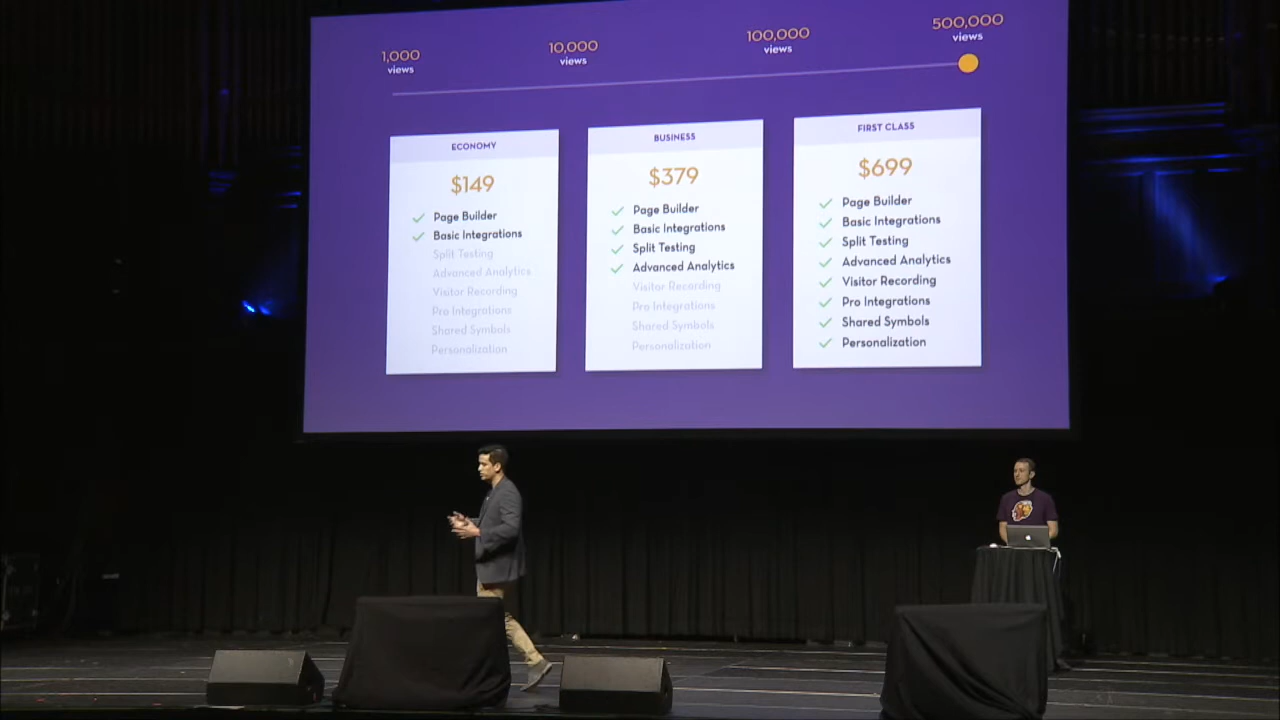 1,000
views
10,000
views
100,000
views
500,000
views
ECONOMY
$149
Page Builder
Basic Integrations
Split Testing
Advanced Analytics
Visitor Recording
Pro Integrations
Shared Symbols
Personalization
BUSINESS
$379
Page Builder
Basic Integrations
Split Testing
Advanced Analytics
Visitor Recording
Pro Integrations
Shared Symbols
Personalization
FIRST CLASS
$699
Page Builder
Basic Integrations
Split Testing
Advanced Analytics
Visitor Recording
Pro Integrations
Shared Symbols
Personalization